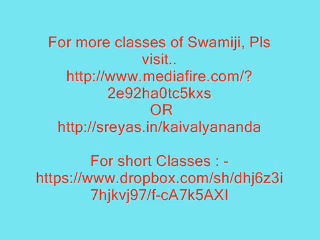 For more classes of Swamiji, Pls
visit..
http://www.mediafire.com/?
2e92ha0tc5kxs
OR
http://sreyas.in/kaivalyananda
For short Classes : -
https://www.dropbox.com/sh/dhj6z3i
7hjkvj97/f-cA7k5AXI